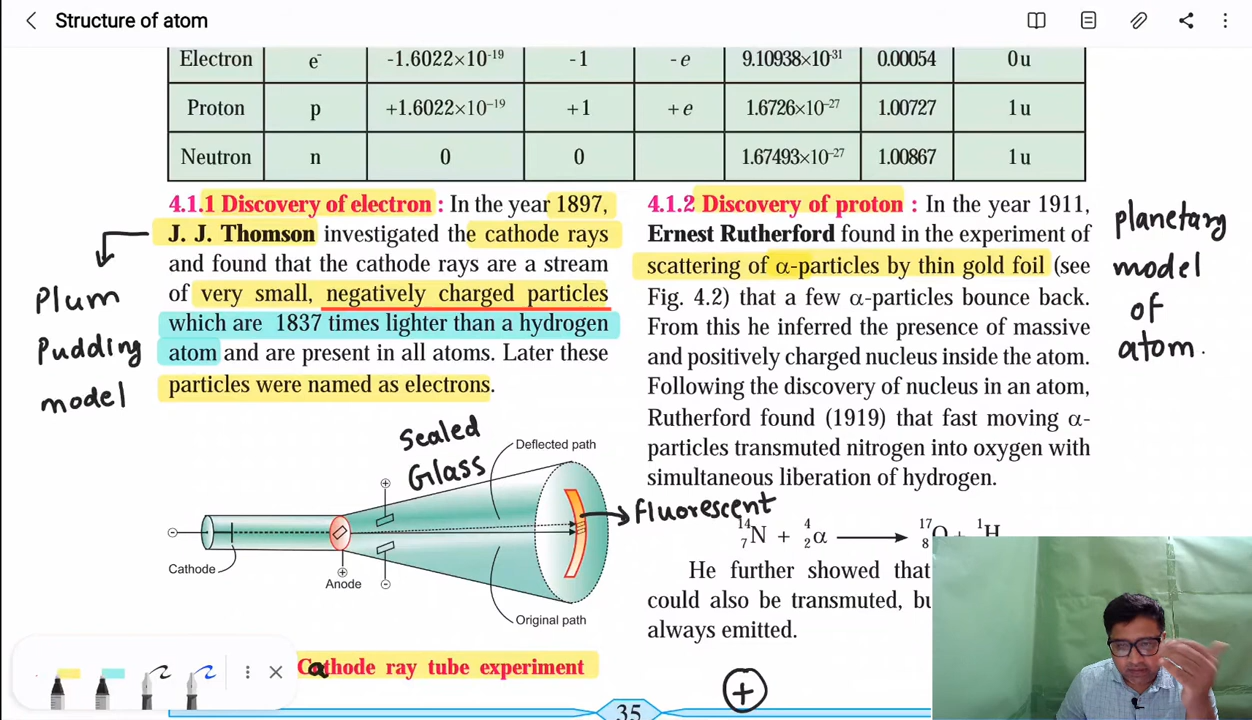 Structure of atom
Electron e⁻ -1.6022×10⁻¹⁹ -1 -e 9.10938×10⁻³¹ 0.00054 0u
Proton p +1.6022×10⁻¹⁹ +1 +e 1.6726×10⁻²⁷ 1.00727 1u
Neutron n 0 0 1.67493×10⁻²⁷ 1.00867 1u
4.1.1 Discovery of electron : In the year 1897,
J. J. Thomson investigated the cathode rays
and found that the cathode rays are a stream
of very small, negatively charged particles
which are 1837 times lighter than a hydrogen
atom and are present in all atoms. Later these
particles were named as electrons.
Plum
Pudding
model
Sealed
Glass
Deflected path
Fluorescent
Cathode
Anode
Original path
Cathode ray tube experiment
4.1.2 Discovery of proton : In the year 1911,
Ernest Rutherford found in the experiment of
scattering of α-particles by thin gold foil (see
Fig. 4.2) that a few α-particles bounce back.
From this he inferred the presence of massive
and positively charged nucleus inside the atom.
Following the discovery of nucleus in an atom,
Rutherford found (1919) that fast moving α-
particles transmuted nitrogen into oxygen with
simultaneous liberation of hydrogen.
¹⁴₇N + ⁴₂α ⟶ ¹⁷₈O + ¹H
He further showed that
could also be transmuted,
always emitted.
planetary
model
of
atom.
+
35